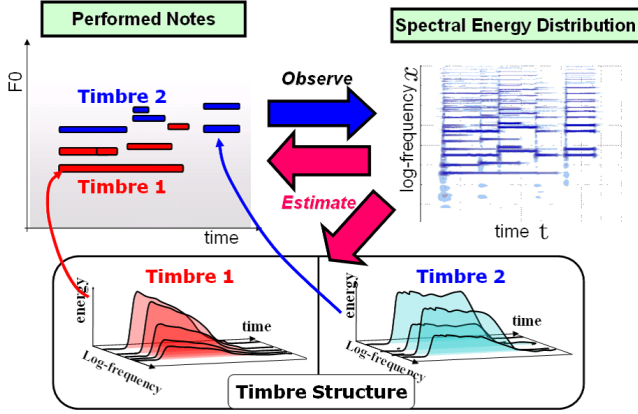 Performed Notes
Spectral Energy Distribution
F0
Timbre 2
Timbre 1
time
Observe
Estimate
log-frequency x
time t
Timbre 1
energy
time
Log-frequency
Timbre 2
energy
time
Log-frequency
Timbre Structure